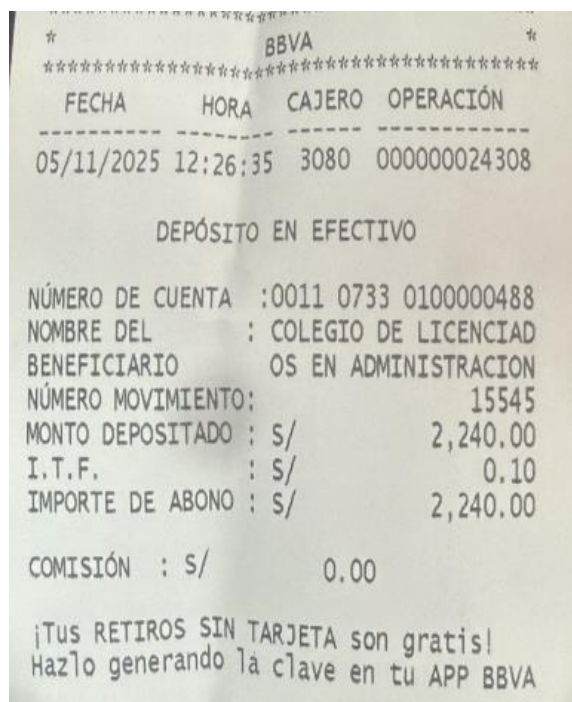 * BBVA *
****************************************
FECHA HORA CAJERO OPERACIÓN
---------- -------- ------ ------------
05/11/2025 12:26:35 3080 000000024308
DEPÓSITO EN EFECTIVO
NÚMERO DE CUENTA :0011 0733 0100000488
NOMBRE DEL : COLEGIO DE LICENCIAD
BENEFICIARIO OS EN ADMINISTRACION
NÚMERO MOVIMIENTO: 15545
MONTO DEPOSITADO : S/ 2,240.00
I.T.F. : S/ 0.10
IMPORTE DE ABONO : S/ 2,240.00
COMISIÓN : S/ 0.00
¡Tus RETIROS SIN TARJETA son gratis!
Hazlo generando la clave en tu APP BBVA